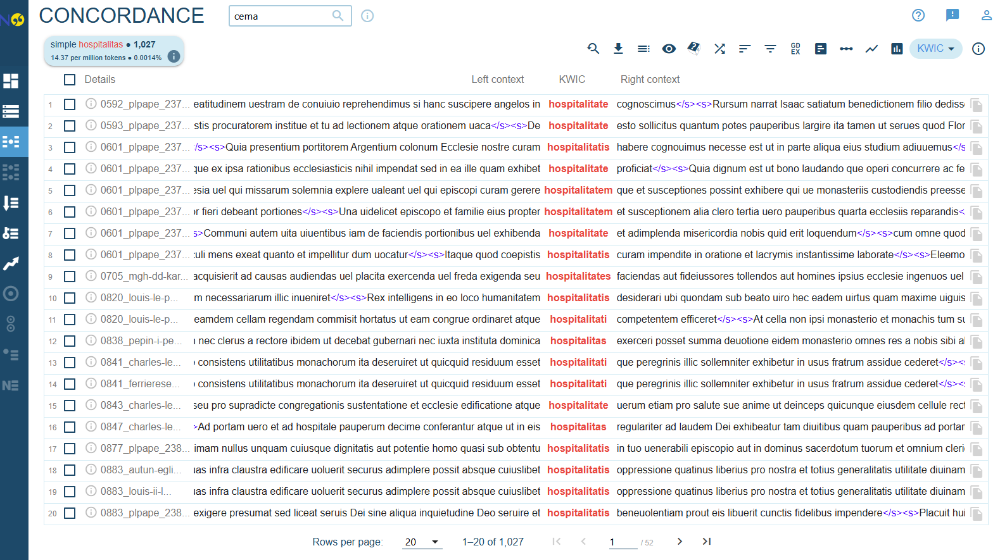 CONCORDANCE
cema
simple hospitalitas ● 1,027
14.37 per million tokens ● 0.0014%
GD EX
KWIC
Details Left context KWIC Right context
1 0592_plpape_237... eatitudinem uestram de conuiuio reprehendimus si hanc suscipere angelos in hospitalitate cognoscimus</s><s>Rursum narrat Isaac satiatum benedictionem filio dediss
2 0593_plpape_237... stis procuratorem institue et tu ad lectionem atque orationem uaca</s><s>De hospitalitate esto sollicitus quantum potes pauperibus largire ita tamen ut serues quod Flor
3 0601_plpape_237... /s><s>Quia presentium portitorem Argentium colonum Ecclesie nostre curam hospitalitatis habere cognouimus necesse est ut in parte aliqua eius studium adiuuemus</s
4 0601_plpape_237... que ex ipsa rationibus ecclesiasticis nihil impendat sed in ea ille quam exhibet hospitalitate proficiat</s><s>Quia dignum est ut bono laudando que operi concurrere ac fe
5 0601_plpape_237... esia uel qui missarum solemnia explere ualeant uel qui episcopi curam gerere hospitalitatem que et susceptiones possint exhibere qui ue monasteriis custodiendis preesse
6 0601_plpape_237... or fieri debeant portiones</s><s>Una uidelicet episcopo et familie eius propter hospitalitatem et susceptionem alia clero tertia uero pauperibus quarta ecclesiis reparandis<
7 0601_plpape_237... s>Communi autem uita uiuentibus iam de faciendis portionibus uel exhibenda hospitalitate et adimplenda misericordia nobis quid erit loquendum</s><s>cum omne quod
8 0601_plpape_237... culi mens exeat quanto et impellitur dum uocatur</s><s>Itaque quod coepistis hospitalitatis curam impendite in oratione et lacrymis instantissime laborate</s><s>Eleemo
9 0705_mgh-dd-kar... acquisierit ad causas audiendas uel placita exercenda uel freda exigenda seu hospitalitates faciendas aut fideiussores tollendos aut homines ipsius ecclesie ingenuos uel
10 0820_louis-le-p... m necessariarum illic inueniret</s><s>Rex intelligens in eo loco humanitatem hospitalitatis desiderari ubi quondam sub beato uiro hec eadem uirtus quam maxime uiguis
11 0820_louis-le-p... eamdem cellam regendam commisit hortatus ut eam congrue ordinaret atque hospitalitati competentem efficeret</s><s>At cella non ipsi monasterio et monachis tum su
12 0838_pepin-i-pe... nec clerus a rectore ibidem ut decebat gubernari nec iuxta instituta dominica hospitalitas exerceri posset summa deuotione eidem monasterio omnes res a nobis sibi a
13 0841_charles-le... consistens utilitatibus monachorum ita deseruiret ut quicquid residuum esset hospitalitati que peregrinis illic sollemniter exhibetur in usus fratrum assidue cederet</s><
14 0841_ferrierese... consistens utilitatibus monachorum ita deseruiret ut quicquid residuum esset hospitalitati que peregrinis illic sollemniter exhibetur in usus fratrum assidue cederet</s><
15 0843_charles-le... seu pro supradicte congregationis sustentatione et ecclesie edificatione atque hospitalitate uerum etiam pro salute sue anime ut deinceps quicunque eiusdem cellule rect
16 0847_charles-le... >Ad portam uero et ad hospitale pauperum decime conferantur atque ut in eis hospitalitas regulariter ad laudem Dei exhibeatur tam diuitibus quam pauperibus ad portar
17 0877_plpape_238... imam nullus unquam cuiusque dignitatis aut potentie homo quasi sub obtentu hospitalitatis in tuo uenerabili episcopio aut in dominus sacerdotum tuorum et omnium cleri
18 0883_autun-egli... uas infra claustra edificare uoluerit securus adimplere possit absque cuiuslibet hospitalitatis oppressione quatinus liberius pro nostra et totius generalitatis utilitate diuinam
19 0883_louis-ii-l... uas infra claustra edificare uoluerit securus adimplere possit absque cuiuslibet hospitalitatis oppressione quatinus liberius pro nostra et totius generalitatis utilitate diuinam
20 0883_plpape_238... exigere presumat sed liceat seruis Dei sine aliqua inquietudine Deo seruire et hospitalitatis beneuolentiam prout eis libuerit cunctis fidelibus impendere</s><s>Placuit hui
Rows per page: 20 1–20 of 1,027 1 / 52